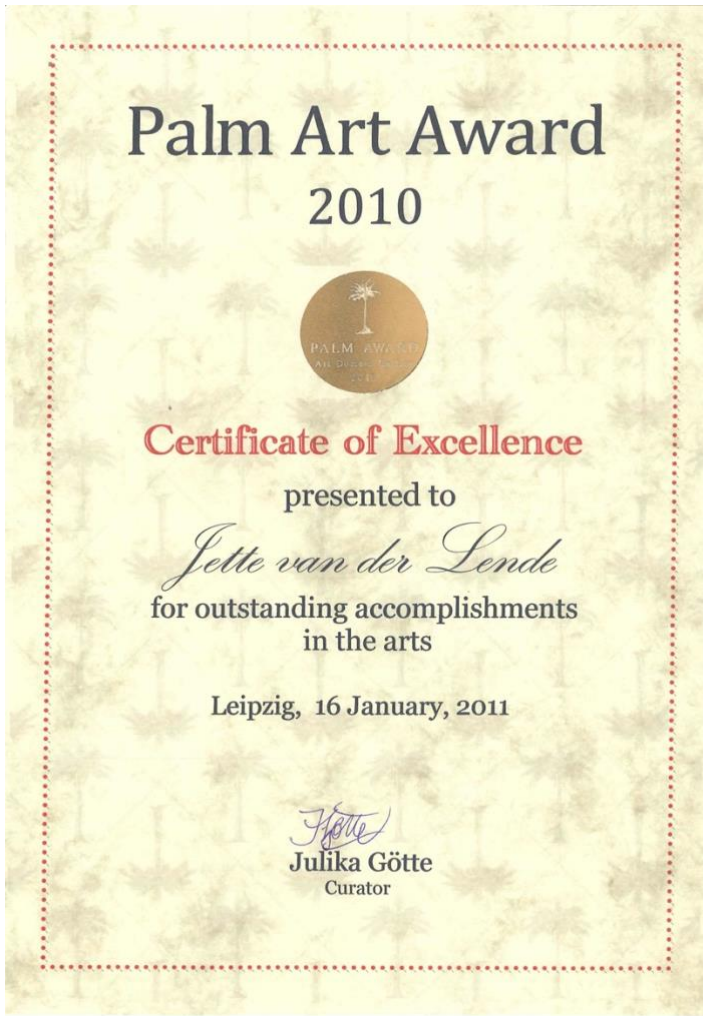 Palm Art Award
2010
PALM AWARD
Certificate of Excellence
presented to
Jette van der Lende
for outstanding accomplishments
in the arts
Leipzig, 16 January, 2011
Julika Götte
Curator